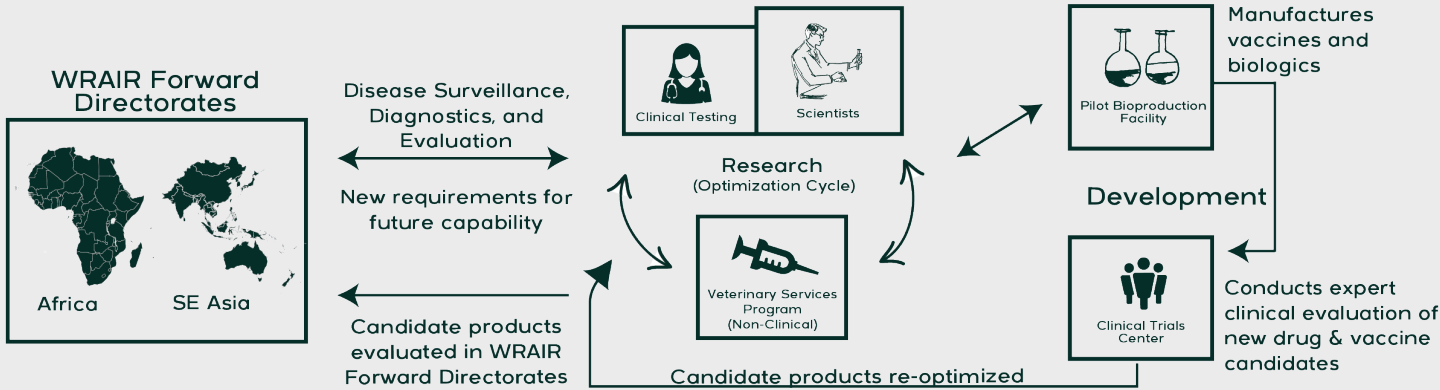 WRAIR Forward
Directorates
Africa
SE Asia
Disease Surveillance,
Diagnostics, and
Evaluation
New requirements for
future capability
Candidate products
evaluated in WRAIR
Forward Directorates
Clinical Testing
Scientists
Research
(Optimization Cycle)
Veterinary Services
Program
(Non-Clinical)
Candidate products re-optimized
Pilot Bioproduction
Facility
Manufactures
vaccines and
biologics
Development
Clinical Trials
Center
Conducts expert
clinical evaluation of
new drug & vaccine
candidates